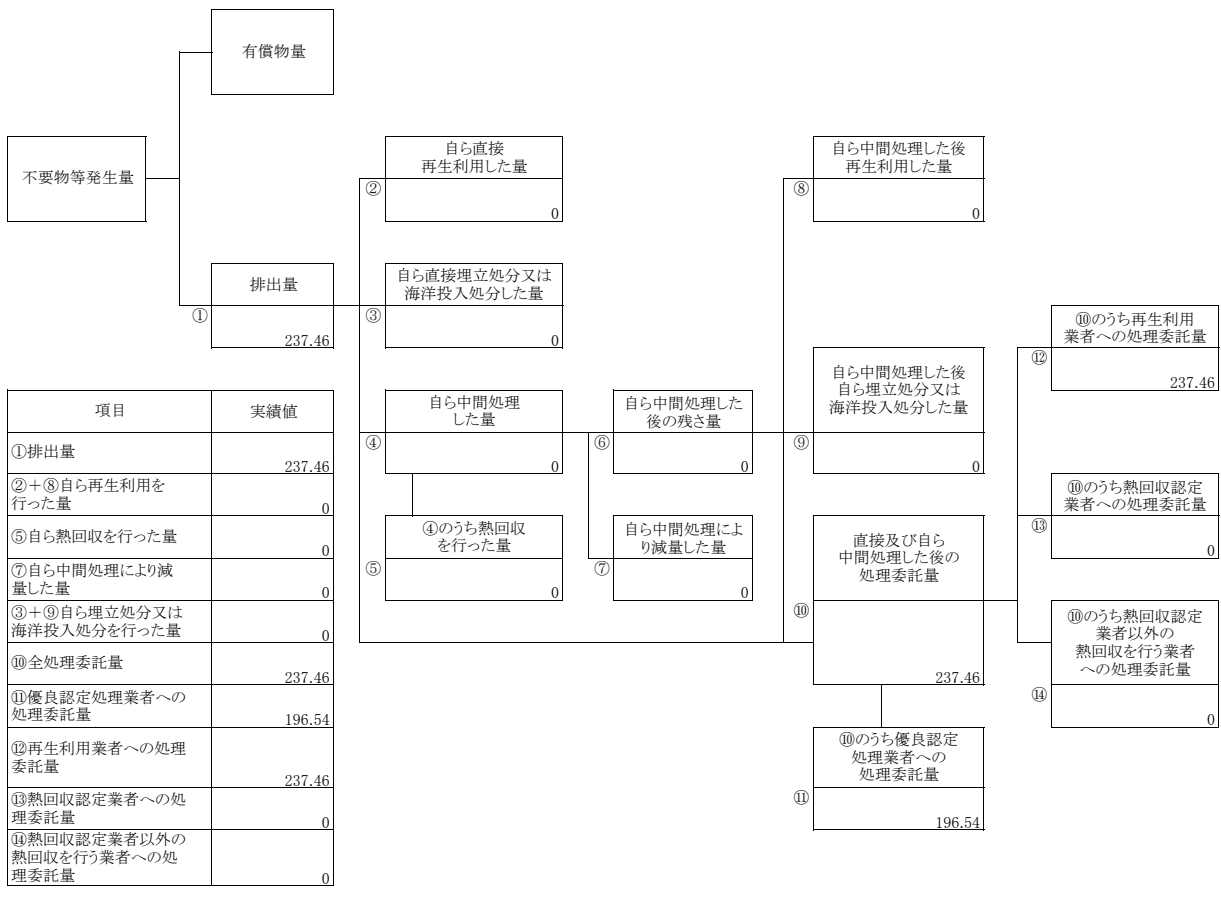 有償物量
不要物等発生量
排出量
①
237.46
自ら直接
再生利用した量
②
0
自ら直接埋立処分又は
海洋投入処分した量
③
0
自ら中間処理
した量
④
0
④のうち熱回収
を行った量
⑤
0
自ら中間処理した
後の残さ量
⑥
0
自ら中間処理によ
り減量した量
⑦
0
自ら中間処理した後
再生利用した量
⑧
0
自ら中間処理した後
自ら埋立処分又は
海洋投入処分した量
⑨
0
直接及び自ら
中間処理した後の
処理委託量
⑩
237.46
⑩のうち優良認定
処理業者への
処理委託量
⑪
196.54
⑩のうち再生利用
業者への処理委託量
⑫
237.46
⑩のうち熱回収認定
業者への処理委託量
⑬
0
⑩のうち熱回収認定
業者以外の
熱回収を行う業者
への処理委託量
⑭
0
項目 実績値
①排出量
237.46
②+⑧自ら再生利用を
行った量
0
⑤自ら熱回収を行った量
0
⑦自ら中間処理により減
量した量
0
③+⑨自ら埋立処分又は
海洋投入処分を行った量
0
⑩全処理委託量
237.46
⑪優良認定処理業者への
処理委託量
196.54
⑫再生利用業者への処理
委託量
237.46
⑬熱回収認定業者への処
理委託量
0
⑭熱回収認定業者以外の
熱回収を行う業者への処
理委託量
0